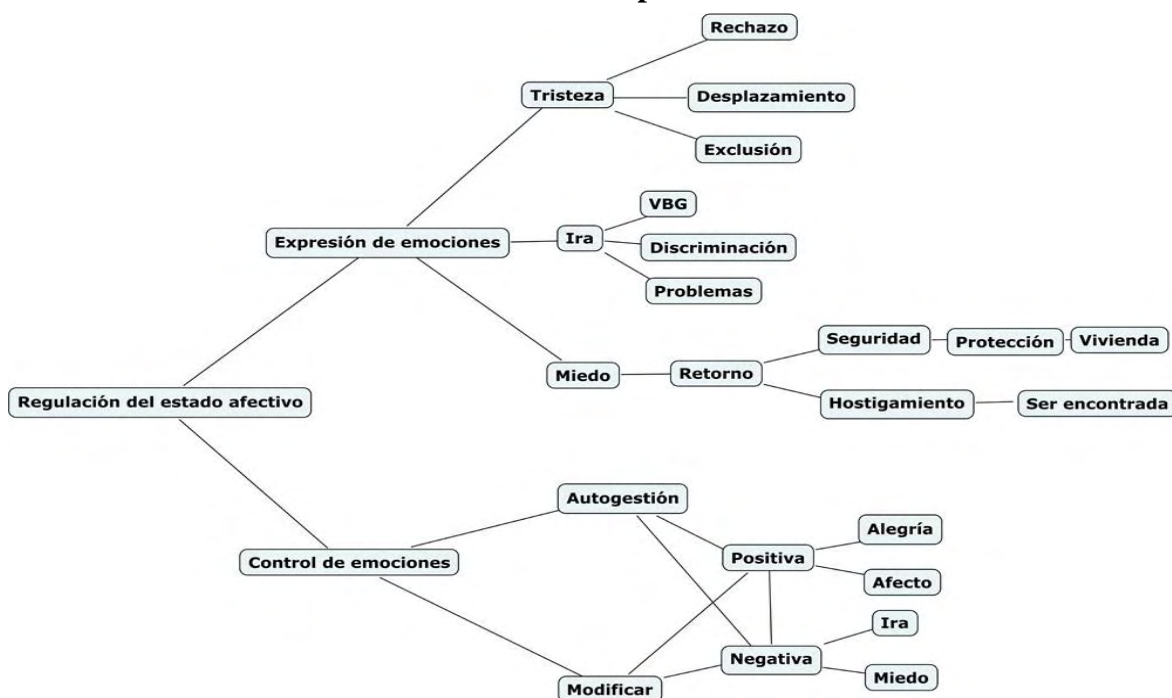 Rechazo
Tristeza
Desplazamiento
Exclusión
VBG
Expresión de emociones
Ira
Discriminación
Problemas
Seguridad
Protección
Vivienda
Miedo
Retorno
Regulación del estado afectivo
Hostigamiento
Ser encontrada
Autogestión
Alegría
Control de emociones
Positiva
Afecto
Ira
Negativa
Miedo
Modificar